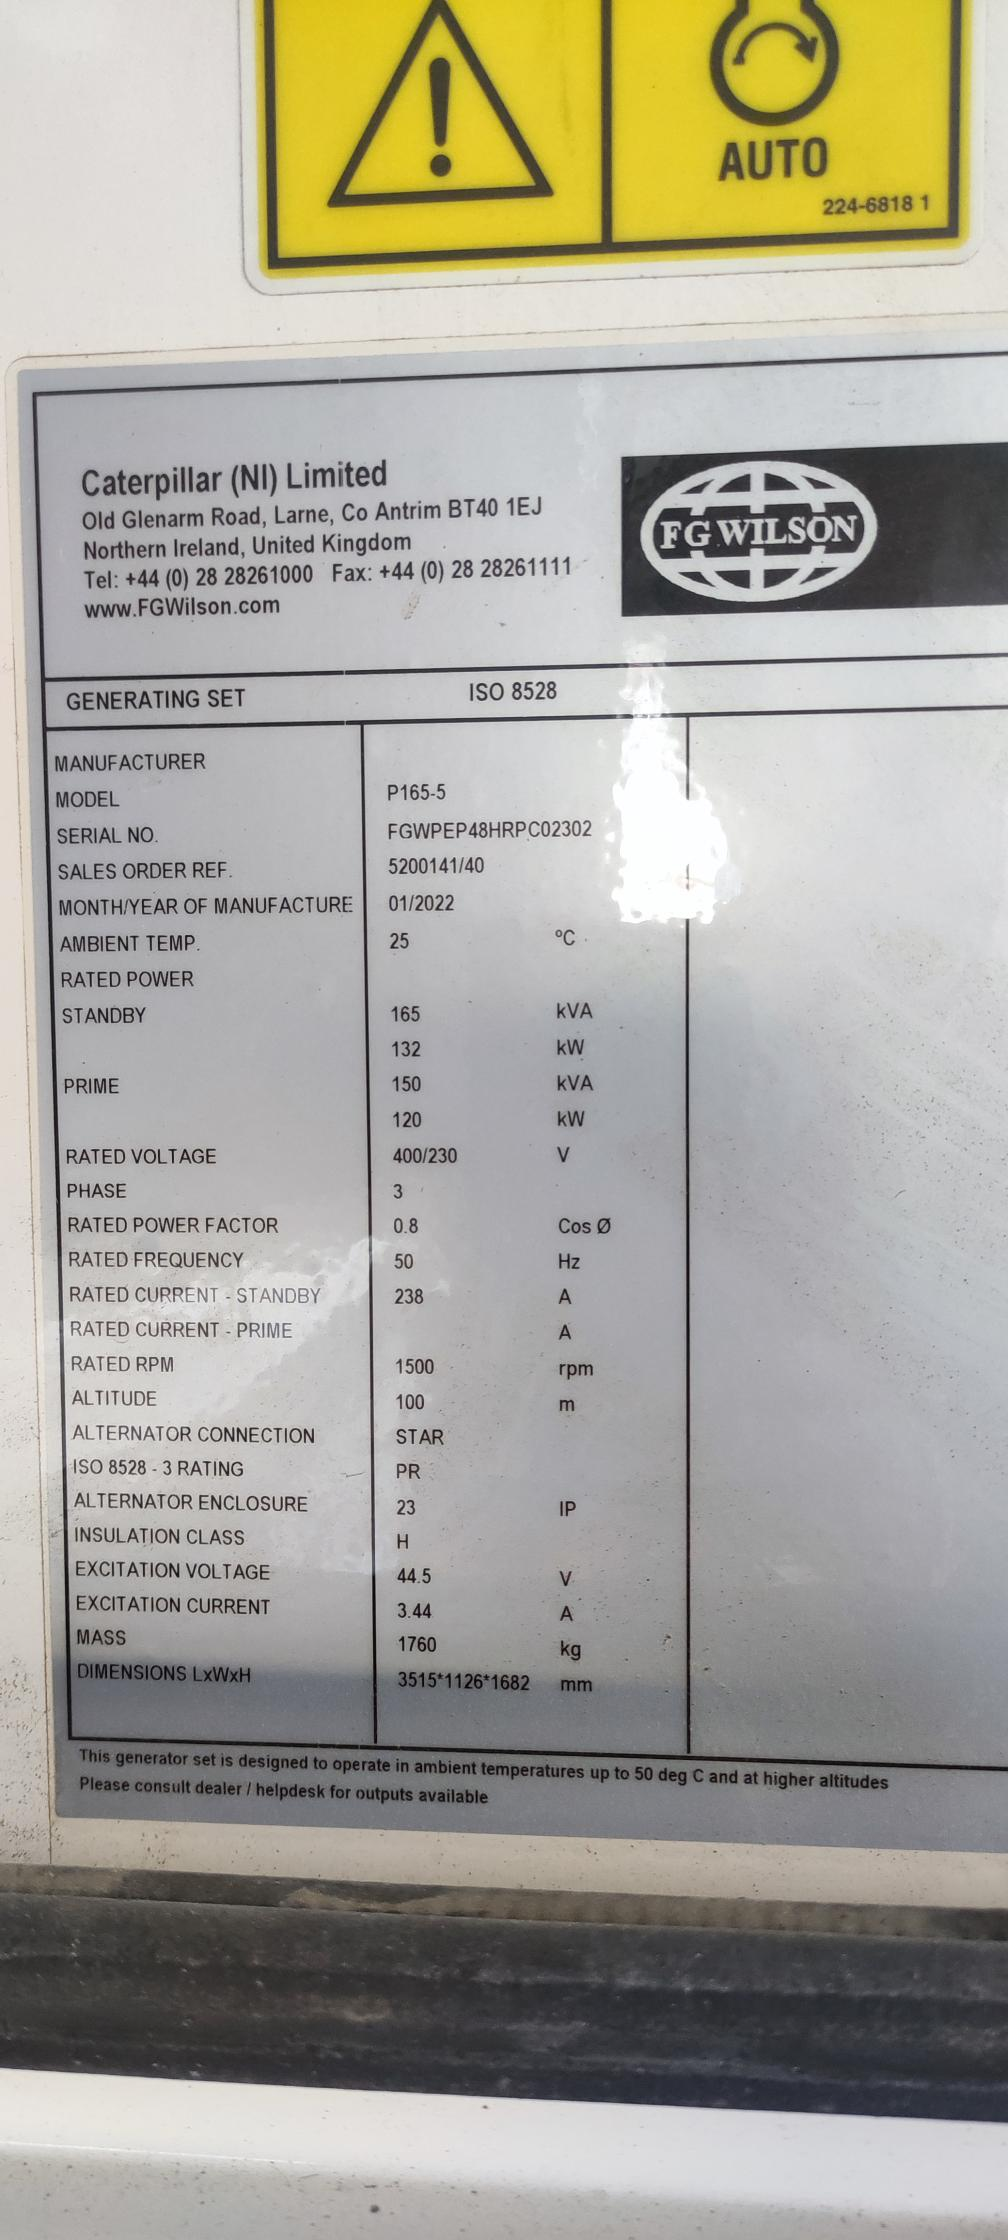 AUTO
224-6818 1
Caterpillar (NI) Limited
Old Glenarm Road, Larne, Co Antrim BT40 1EJ
Northern Ireland, United Kingdom
Tel: +44 (0) 28 28261000 Fax: +44 (0) 28 28261111
www.FGWilson.com
FG WILSON
GENERATING SET ISO 8528
MANUFACTURER
MODEL P165-5
SERIAL NO. FGWPEP48HRPC02302
SALES ORDER REF. 5200141/40
MONTH/YEAR OF MANUFACTURE 01/2022
AMBIENT TEMP. 25 ºC
RATED POWER
STANDBY 165 kVA
132 kW
PRIME 150 kVA
120 kW
RATED VOLTAGE 400/230 V
PHASE 3
RATED POWER FACTOR 0.8 Cos Ø
RATED FREQUENCY 50 Hz
RATED CURRENT - STANDBY 238 A
RATED CURRENT - PRIME A
RATED RPM 1500 rpm
ALTITUDE 100 m
ALTERNATOR CONNECTION STAR
ISO 8528 - 3 RATING PR
ALTERNATOR ENCLOSURE 23 IP
INSULATION CLASS H
EXCITATION VOLTAGE 44.5 V
EXCITATION CURRENT 3.44 A
MASS 1760 kg
DIMENSIONS LxWxH 3515*1126*1682 mm
This generator set is designed to operate in ambient temperatures up to 50 deg C and at higher altitudes
Please consult dealer / helpdesk for outputs available